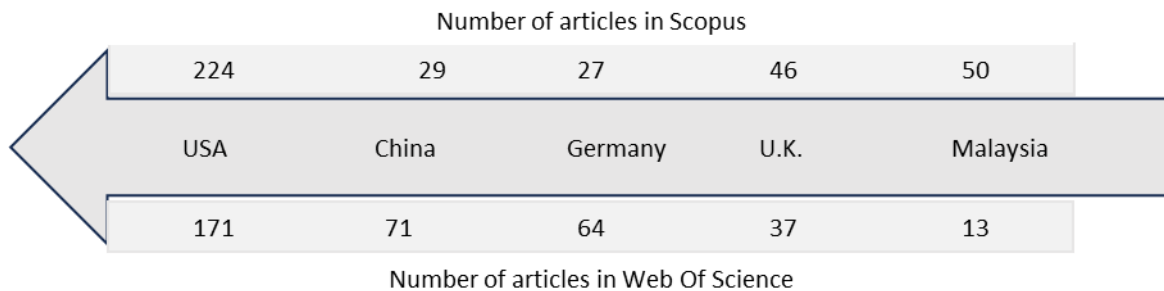 Number of articles in Scopus
224 29 27 46 50
USA China Germany U.K. Malaysia
171 71 64 37 13
Number of articles in Web Of Science